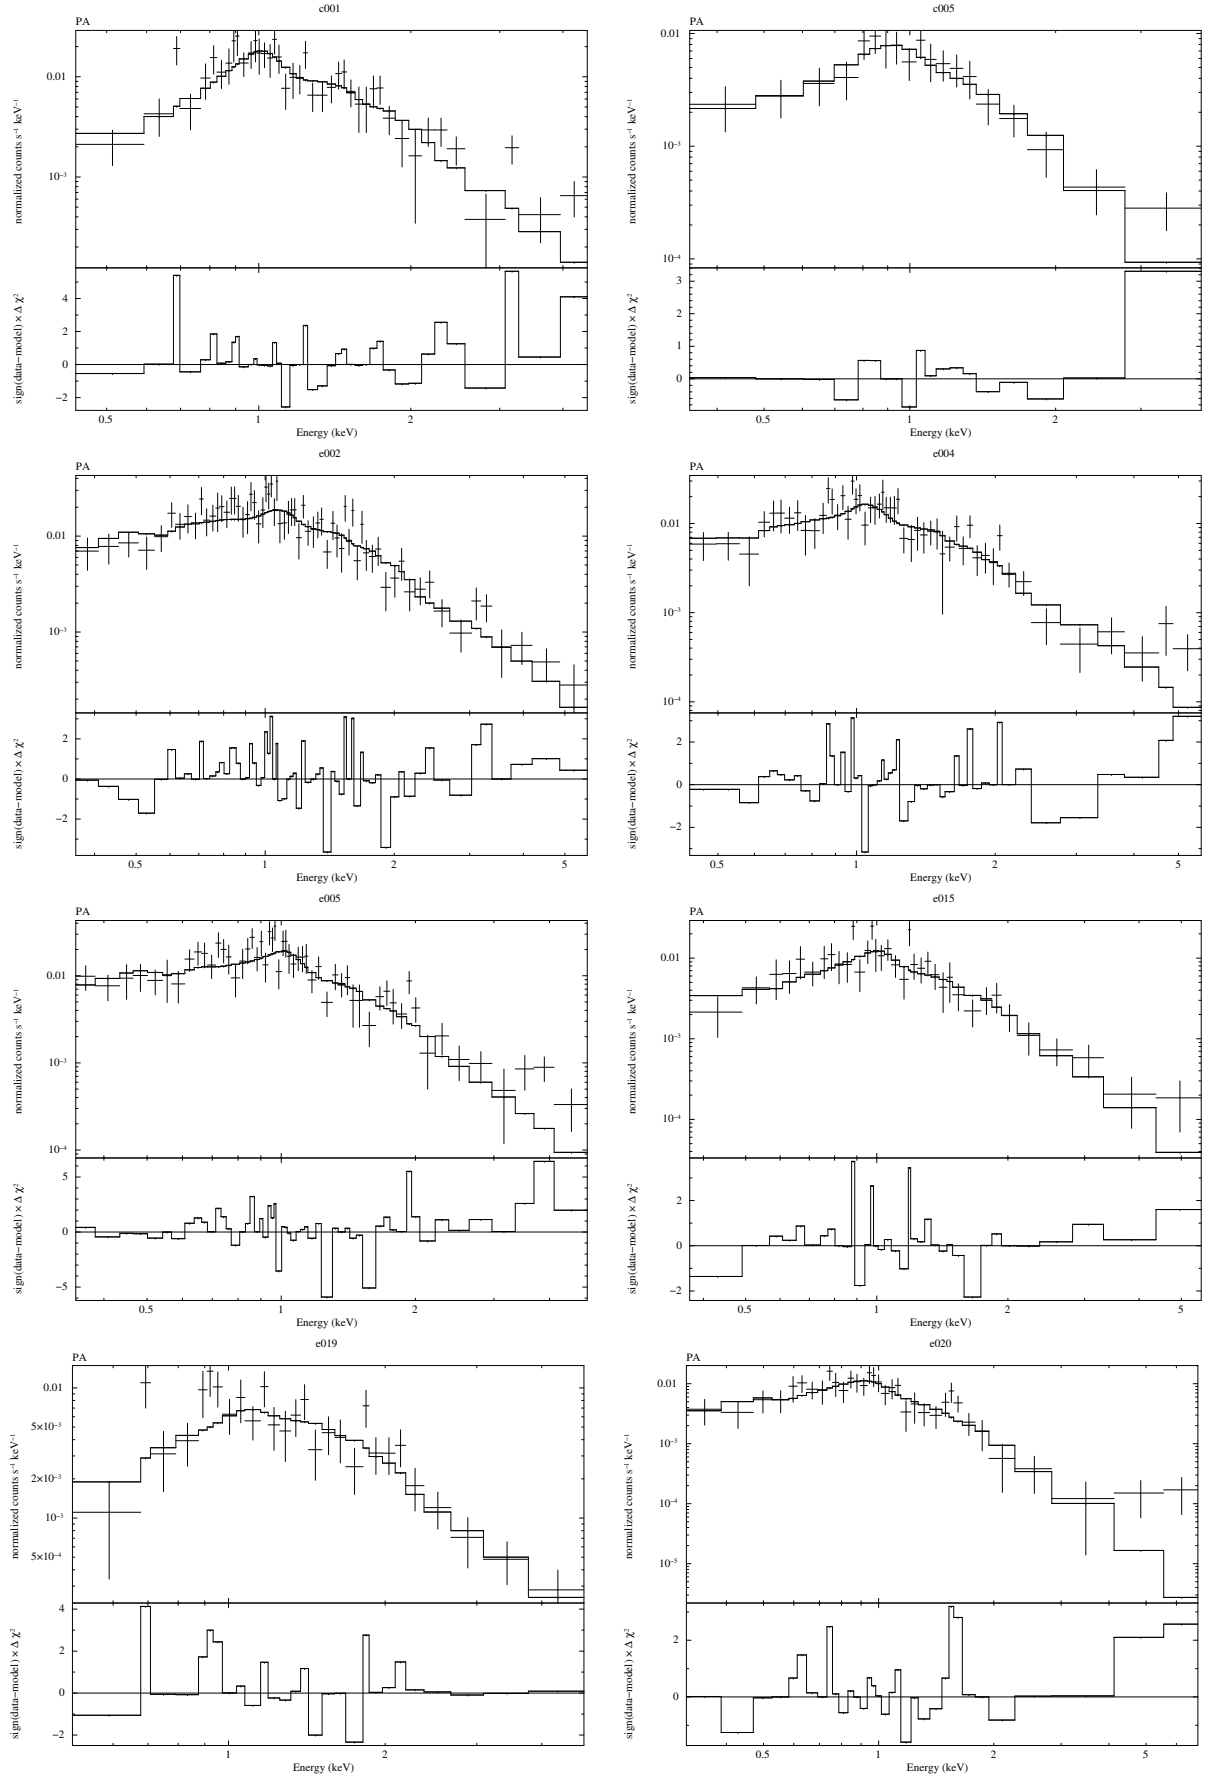 c001
PA
normalized counts s⁻¹ keV⁻¹
0.01
10⁻³
sign(data−model) × Δ χ²
4
2
0
−2
0.5 1 2
Energy (keV)
c005
PA
normalized counts s⁻¹ keV⁻¹
0.01
10⁻³
10⁻⁴
sign(data−model) × Δ χ²
3
2
1
0
0.5 1 2
Energy (keV)
e002
PA
normalized counts s⁻¹ keV⁻¹
0.01
10⁻³
sign(data−model) × Δ χ²
2
0
−2
0.5 1 2 5
Energy (keV)
e004
PA
normalized counts s⁻¹ keV⁻¹
0.01
10⁻³
10⁻⁴
sign(data−model) × Δ χ²
2
0
−2
0.5 1 2 5
Energy (keV)
e005
PA
normalized counts s⁻¹ keV⁻¹
0.01
10⁻³
10⁻⁴
sign(data−model) × Δ χ²
5
0
−5
0.5 1 2
Energy (keV)
e015
PA
normalized counts s⁻¹ keV⁻¹
0.01
10⁻³
10⁻⁴
sign(data−model) × Δ χ²
2
0
−2
0.5 1 2 5
Energy (keV)
e019
PA
normalized counts s⁻¹ keV⁻¹
0.01
5×10⁻³
2×10⁻³
10⁻³
5×10⁻⁴
sign(data−model) × Δ χ²
4
2
0
−2
1 2
Energy (keV)
e020
PA
normalized counts s⁻¹ keV⁻¹
0.01
10⁻³
10⁻⁴
10⁻⁵
sign(data−model) × Δ χ²
2
0
0.5 1 2 5
Energy (keV)